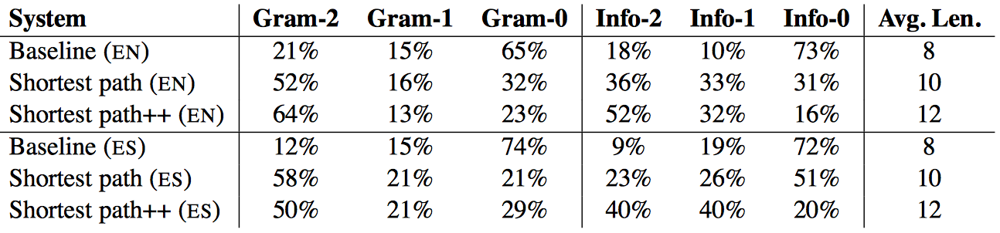 System Gram-2 Gram-1 Gram-0 Info-2 Info-1 Info-0 Avg. Len.
Baseline (EN) 21% 15% 65% 18% 10% 73% 8
Shortest path (EN) 52% 16% 32% 36% 33% 31% 10
Shortest path++ (EN) 64% 13% 23% 52% 32% 16% 12
Baseline (ES) 12% 15% 74% 9% 19% 72% 8
Shortest path (ES) 58% 21% 21% 23% 26% 51% 10
Shortest path++ (ES) 50% 21% 29% 40% 40% 20% 12